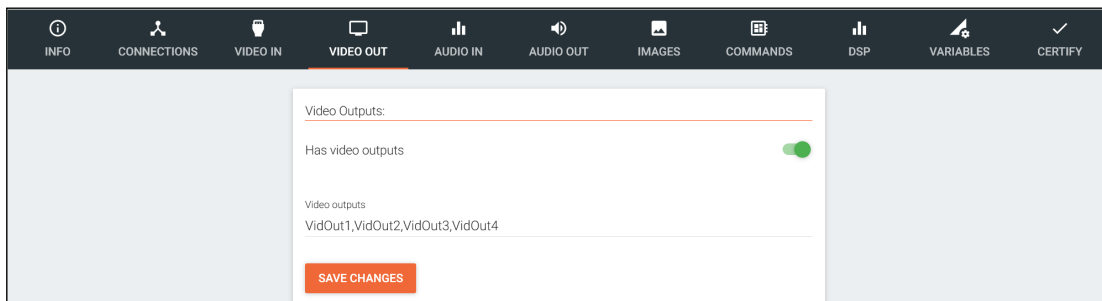 INFO CONNECTIONS VIDEO IN VIDEO OUT AUDIO IN AUDIO OUT IMAGES COMMANDS DSP VARIABLES CERTIFY
Video Outputs:
Has video outputs
Video outputs
VidOut1,VidOut2,VidOut3,VidOut4
SAVE CHANGES